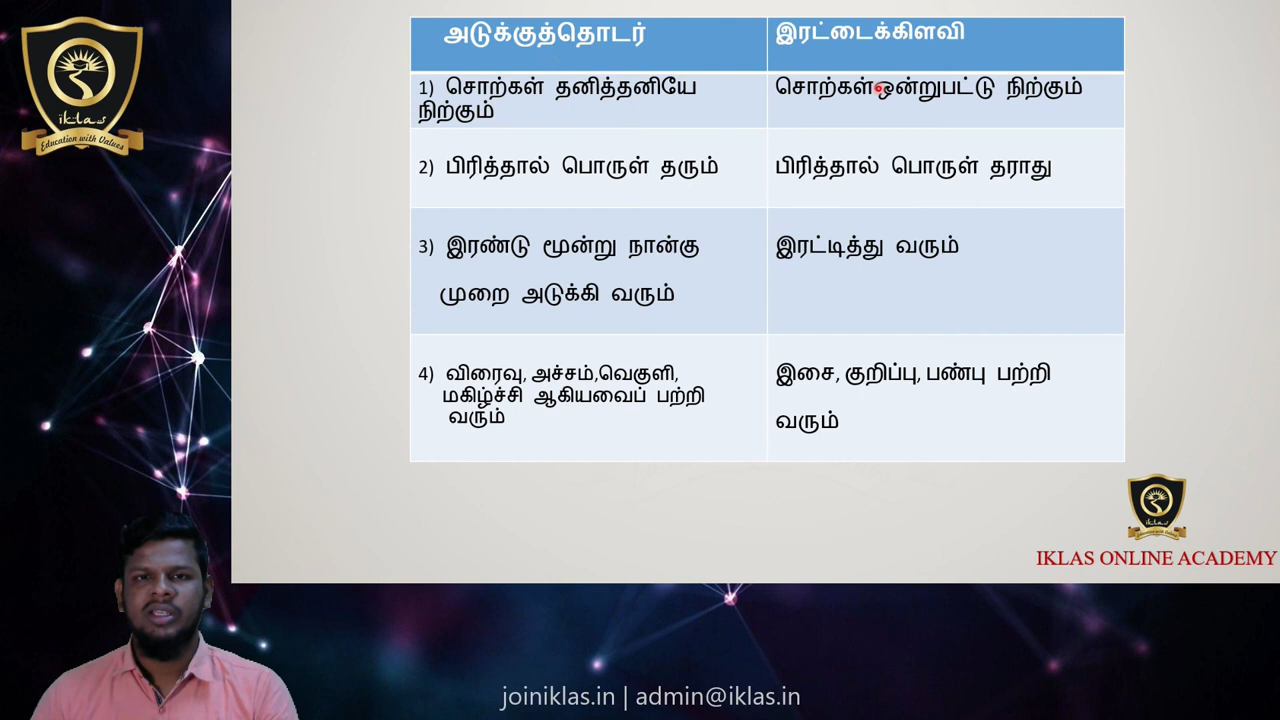 iklas
Education with Values
அடுக்குத்தொடர்
இரட்டைக்கிளவி
1) சொற்கள் தனித்தனியே
நிற்கும்
சொற்கள்ஒன்றுபட்டு நிற்கும்
2) பிரித்தால் பொருள் தரும்
பிரித்தால் பொருள் தராது
3) இரண்டு மூன்று நான்கு
முறை அடுக்கி வரும்
இரட்டித்து வரும்
4) விரைவு, அச்சம்,வெகுளி,
மகிழ்ச்சி ஆகியவைப் பற்றி
வரும்
இசை, குறிப்பு, பண்பு பற்றி
வரும்
iklas
IKLAS ONLINE ACADEMY
joiniklas.in | admin@iklas.in